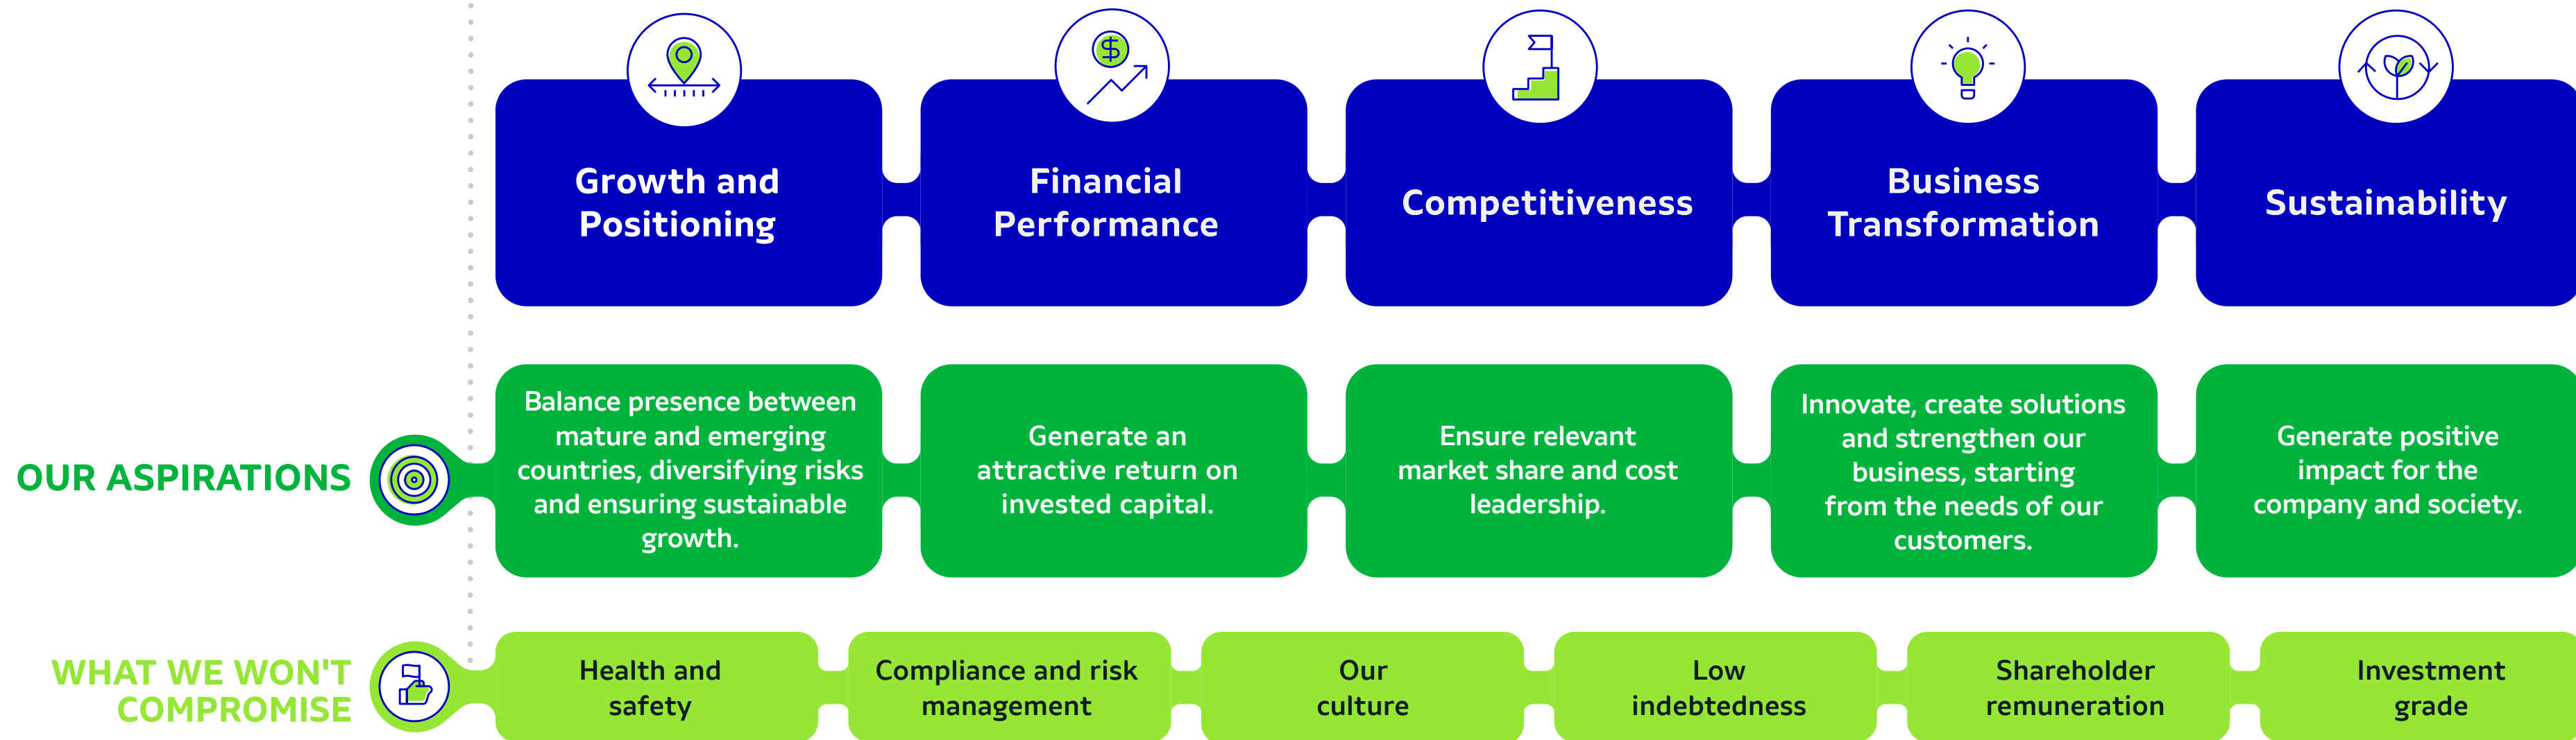 Growth and
Positioning
Financial
Performance
Competitiveness
Business
Transformation
Sustainability
OUR ASPIRATIONS
Balance presence between
mature and emerging
countries, diversifying risks
and ensuring sustainable
growth.
Generate an
attractive return on
invested capital.
Ensure relevant
market share and cost
leadership.
Innovate, create solutions
and strengthen our
business, starting
from the needs of our
customers.
Generate positive
impact for the
company and society.
WHAT WE WON'T
COMPROMISE
Health and
safety
Compliance and risk
management
Our
culture
Low
indebtedness
Shareholder
remuneration
Investment
grade